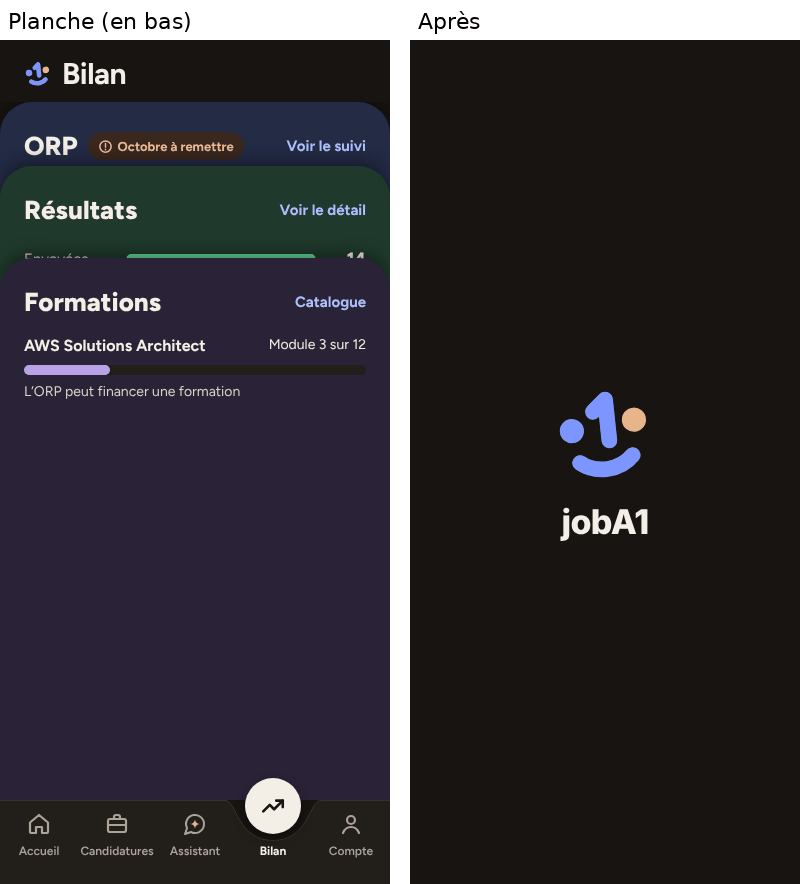 Planche (en bas)
Après
Bilan
ORP
Octobre à remettre
Voir le suivi
Résultats
Voir le détail
Envoyées
14
Formations
Catalogue
AWS Solutions Architect
Module 3 sur 12
L’ORP peut financer une formation
Accueil
Candidatures
Assistant
Bilan
Compte
jobA1